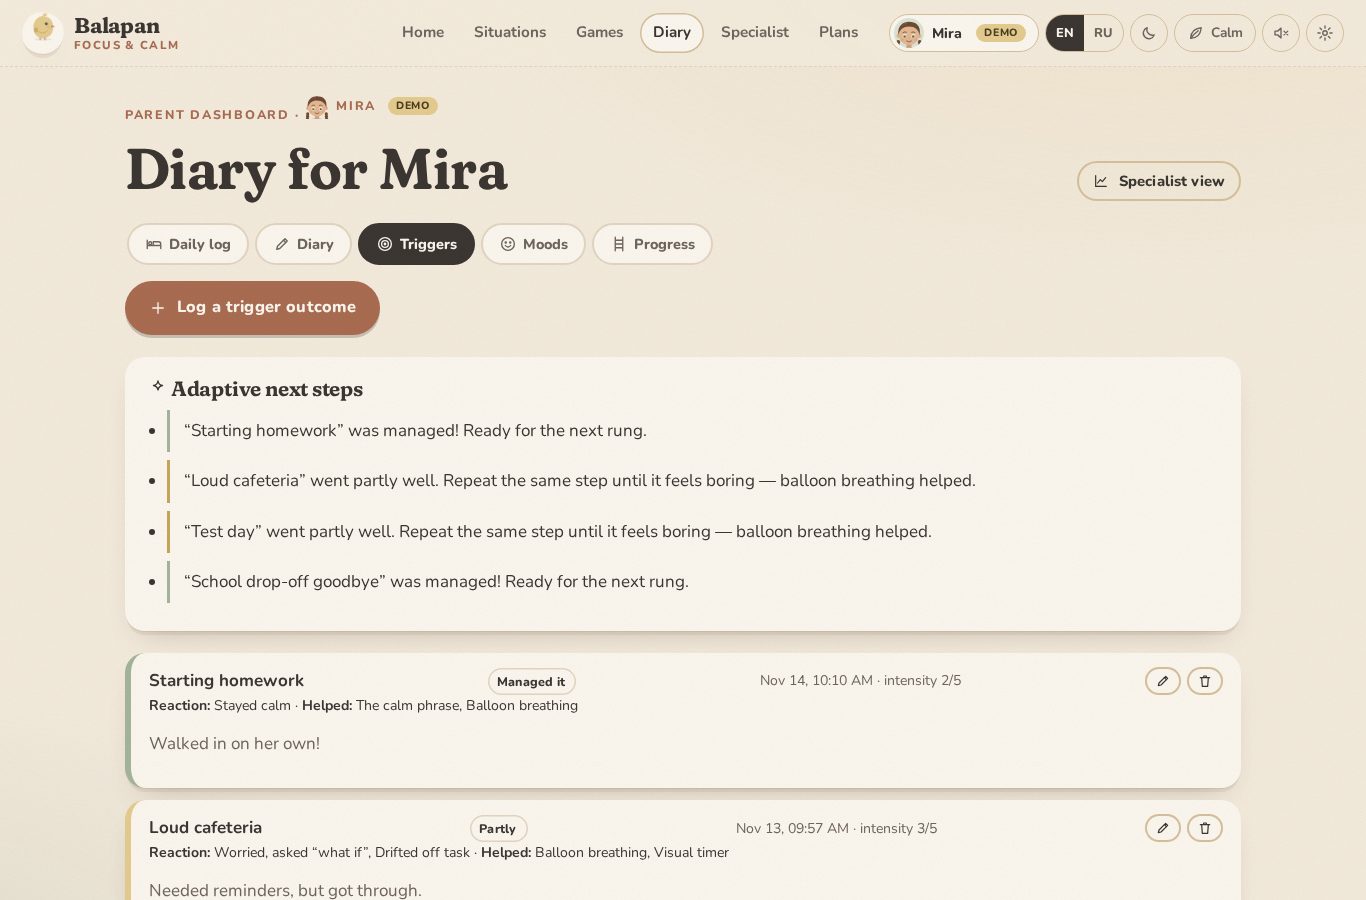 Balapan
FOCUS & CALM
Home
Situations
Games
Diary
Specialist
Plans
Mira DEMO
EN RU
Calm
PARENT DASHBOARD · MIRA DEMO
Diary for Mira
Specialist view
Daily log
Diary
Triggers
Moods
Progress
+ Log a trigger outcome
Adaptive next steps
• “Starting homework” was managed! Ready for the next rung.
• “Loud cafeteria” went partly well. Repeat the same step until it feels boring — balloon breathing helped.
• “Test day” went partly well. Repeat the same step until it feels boring — balloon breathing helped.
• “School drop-off goodbye” was managed! Ready for the next rung.
Starting homework Managed it Nov 14, 10:10 AM · intensity 2/5
Reaction: Stayed calm · Helped: The calm phrase, Balloon breathing
Walked in on her own!
Loud cafeteria Partly Nov 13, 09:57 AM · intensity 3/5
Reaction: Worried, asked “what if”, Drifted off task · Helped: Balloon breathing, Visual timer
Needed reminders, but got through.